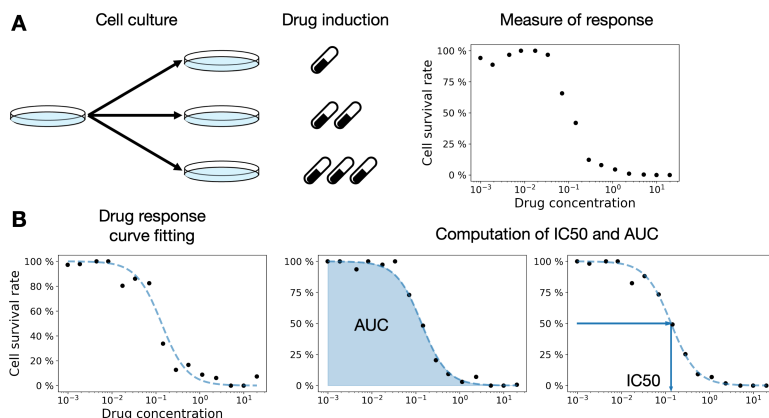 A
Cell culture
Drug induction
Measure of response
100 %
75 %
50 %
25 %
0 %
Cell survival rate
10⁻³ 10⁻² 10⁻¹ 10⁰ 10¹
Drug concentration
B
Drug response
curve fitting
Computation of IC50 and AUC
100 %
80 %
60 %
40 %
20 %
0 %
Cell survival rate
10⁻³ 10⁻² 10⁻¹ 10⁰ 10¹
Drug concentration
100 %
75 %
50 %
25 %
0 %
AUC
10⁻³ 10⁻² 10⁻¹ 10⁰ 10¹
100 %
75 %
50 %
25 %
0 %
IC50
10⁻³ 10⁻² 10⁻¹ 10⁰ 10¹